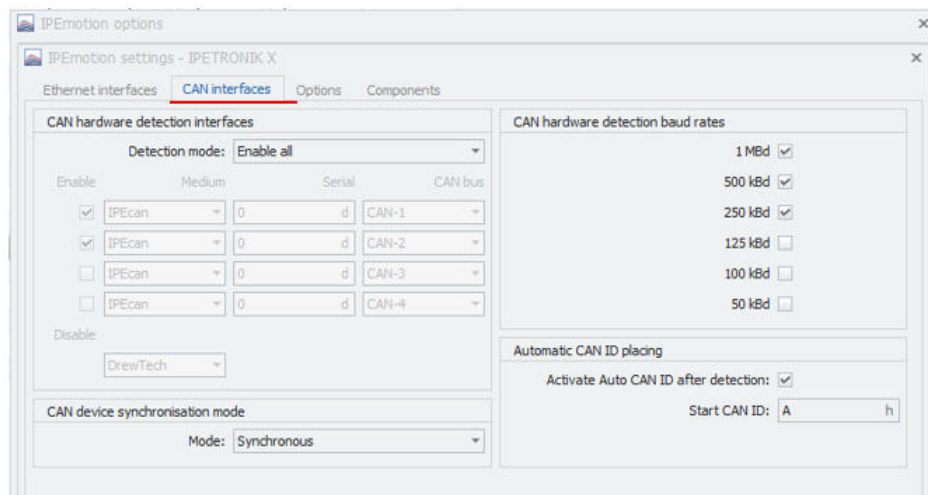 IPEmotion options
IPEmotion settings - IPETRONIK X
Ethernet interfaces CAN interfaces Options Components
CAN hardware detection interfaces
Detection mode: Enable all
Enable Medium Serial CAN bus
IPEcan 0 d CAN-1
IPEcan 0 d CAN-2
IPEcan 0 d CAN-3
IPEcan 0 d CAN-4
Disable
DrewTech
CAN device synchronisation mode
Mode: Synchronous
CAN hardware detection baud rates
1 MBd
500 kBd
250 kBd
125 kBd
100 kBd
50 kBd
Automatic CAN ID placing
Activate Auto CAN ID after detection:
Start CAN ID: A h